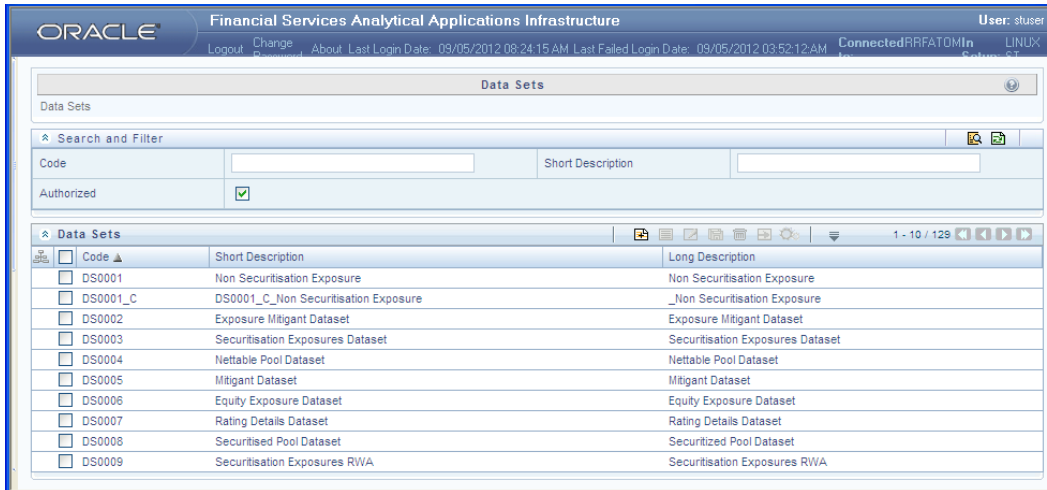 ORACLE
Financial Services Analytical Applications Infrastructure User: stuser
Logout Change About Last Login Date: 09/05/2012 08:24:15 AM Last Failed Login Date: 09/05/2012 03:52:12:AM Connected RRFATOM In LINUX
Data Sets
Data Sets
Search and Filter
Code Short Description
Authorized
Data Sets 1 - 10 / 129
Code Short Description Long Description
DS0001 Non Securitisation Exposure Non Securitisation Exposure
DS0001_C DS0001_C_Non Securitisation Exposure _Non Securitisation Exposure
DS0002 Exposure Mitigant Dataset Exposure Mitigant Dataset
DS0003 Securitisation Exposures Dataset Securitisation Exposures Dataset
DS0004 Nettable Pool Dataset Nettable Pool Dataset
DS0005 Mitigant Dataset Mitigant Dataset
DS0006 Equity Exposure Dataset Equity Exposure Dataset
DS0007 Rating Details Dataset Rating Details Dataset
DS0008 Securitised Pool Dataset Securitized Pool Dataset
DS0009 Securitisation Exposures RWA Securitisation Exposures RWA